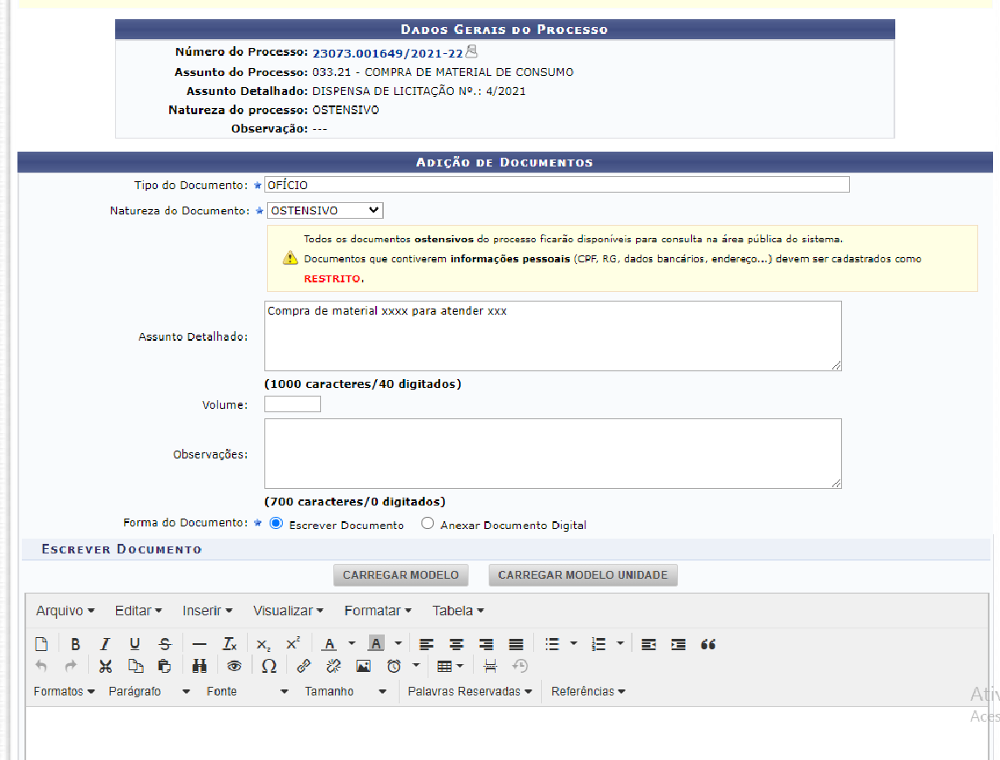 DADOS GERAIS DO PROCESSO
Número do Processo: 23073.001649/2021-22
Assunto do Processo: 033.21 - COMPRA DE MATERIAL DE CONSUMO
Assunto Detalhado: DISPENSA DE LICITAÇÃO Nº.: 4/2021
Natureza do processo: OSTENSIVO
Observação: ---
ADIÇÃO DE DOCUMENTOS
Tipo do Documento: OFÍCIO
Natureza do Documento: OSTENSIVO
Todos os documentos ostensivos do processo ficarão disponíveis para consulta na área pública do sistema.
Documentos que contiverem informações pessoais (CPF, RG, dados bancários, endereço...) devem ser cadastrados como
RESTRITO.
Compra de material xxxx para atender xxx
Assunto Detalhado:
(1000 caracteres/40 digitados)
Volume:
Observações:
(700 caracteres/0 digitados)
Forma do Documento: Escrever Documento Anexar Documento Digital
ESCREVER DOCUMENTO
CARREGAR MODELO CARREGAR MODELO UNIDADE
Arquivo Editar Inserir Visualizar Formatar Tabela
Formatos Parágrafo Fonte Tamanho Palavras Reservadas Referências